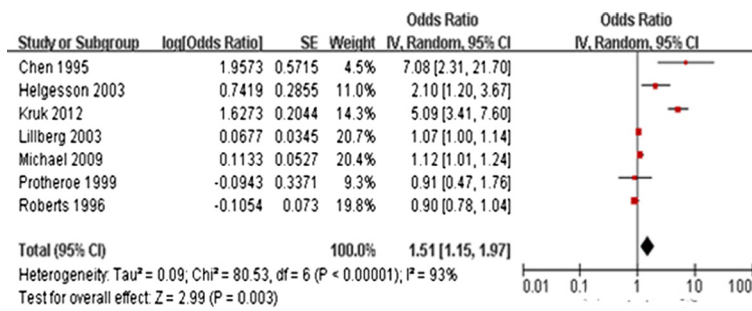 Odds Ratio Odds Ratio
Study or Subgroup log[Odds Ratio] SE Weight IV, Random, 95% CI IV, Random, 95% CI
Chen 1995 1.9573 0.5715 4.5% 7.08 [2.31, 21.70]
Helgesson 2003 0.7419 0.2855 11.0% 2.10 [1.20, 3.67]
Kruk 2012 1.6273 0.2044 14.3% 5.09 [3.41, 7.60]
Lillberg 2003 0.0677 0.0345 20.7% 1.07 [1.00, 1.14]
Michael 2009 0.1133 0.0527 20.4% 1.12 [1.01, 1.24]
Protheroe 1999 -0.0943 0.3371 9.3% 0.91 [0.47, 1.76]
Roberts 1996 -0.1054 0.073 19.8% 0.90 [0.78, 1.04]
Total (95% CI) 100.0% 1.51 [1.15, 1.97]
Heterogeneity: Tau² = 0.09; Chi² = 80.53, df = 6 (P < 0.00001); I² = 93%
Test for overall effect: Z = 2.99 (P = 0.003)
0.01 0.1 1 10 100